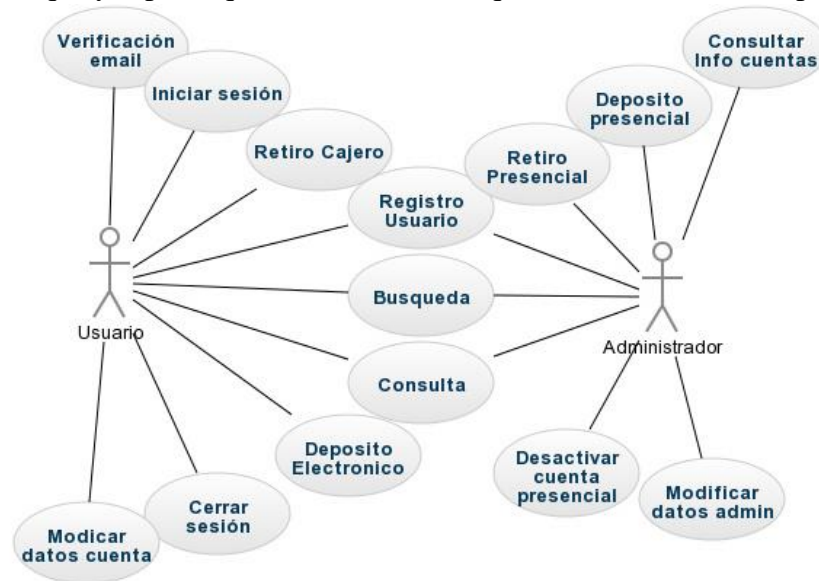 Verificación
email
Iniciar sesión
Retiro Cajero
Registro
Usuario
Retiro
Presencial
Deposito
presencial
Consultar
Info cuentas
Busqueda
Usuario
Administrador
Consulta
Deposito
Electronico
Cerrar
sesión
Modicar
datos cuenta
Desactivar
cuenta
presencial
Modificar
datos admin